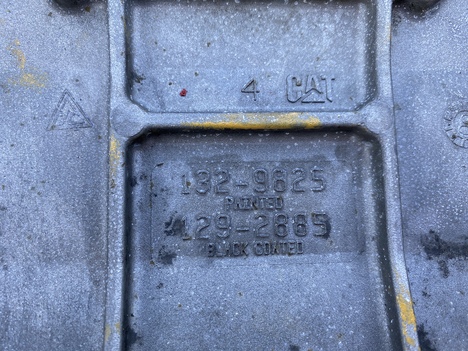 4 CAT
132-9825
PAINTED
129-2885
BLACK COATED